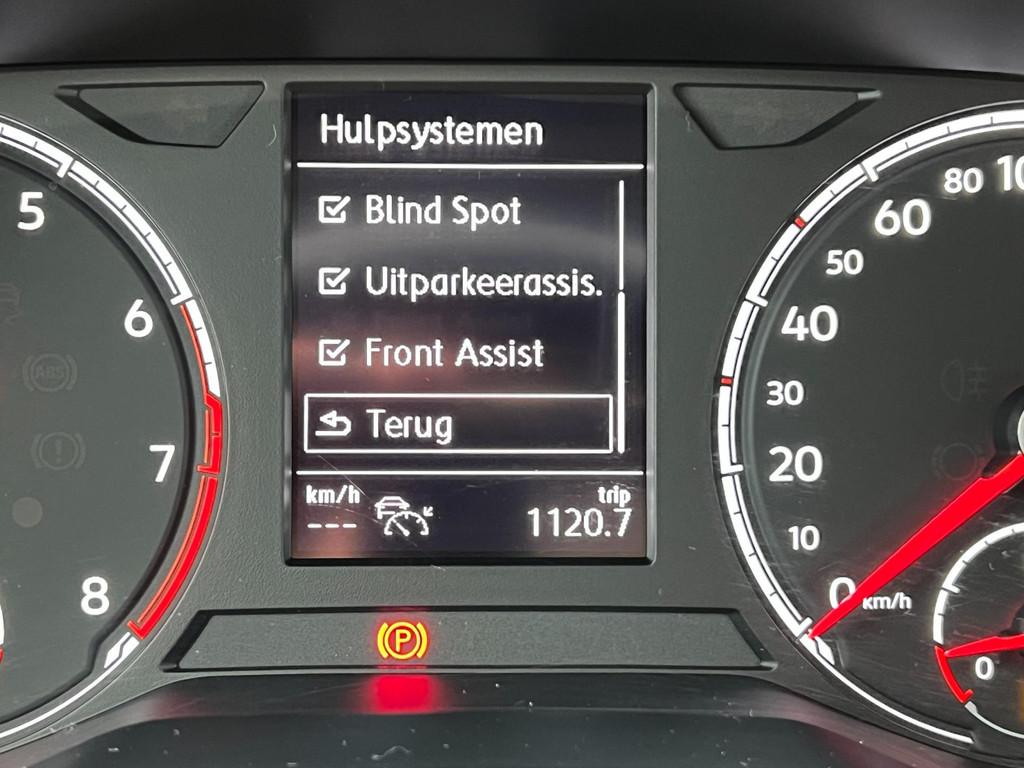 Hulpsystemen
Blind Spot
Uitparkeerassis.
Front Assist
Terug
km/h trip
--- 1120.7
5
6
7
8
ABS
P
80
60
50
40
30
20
10
0 km/h
0